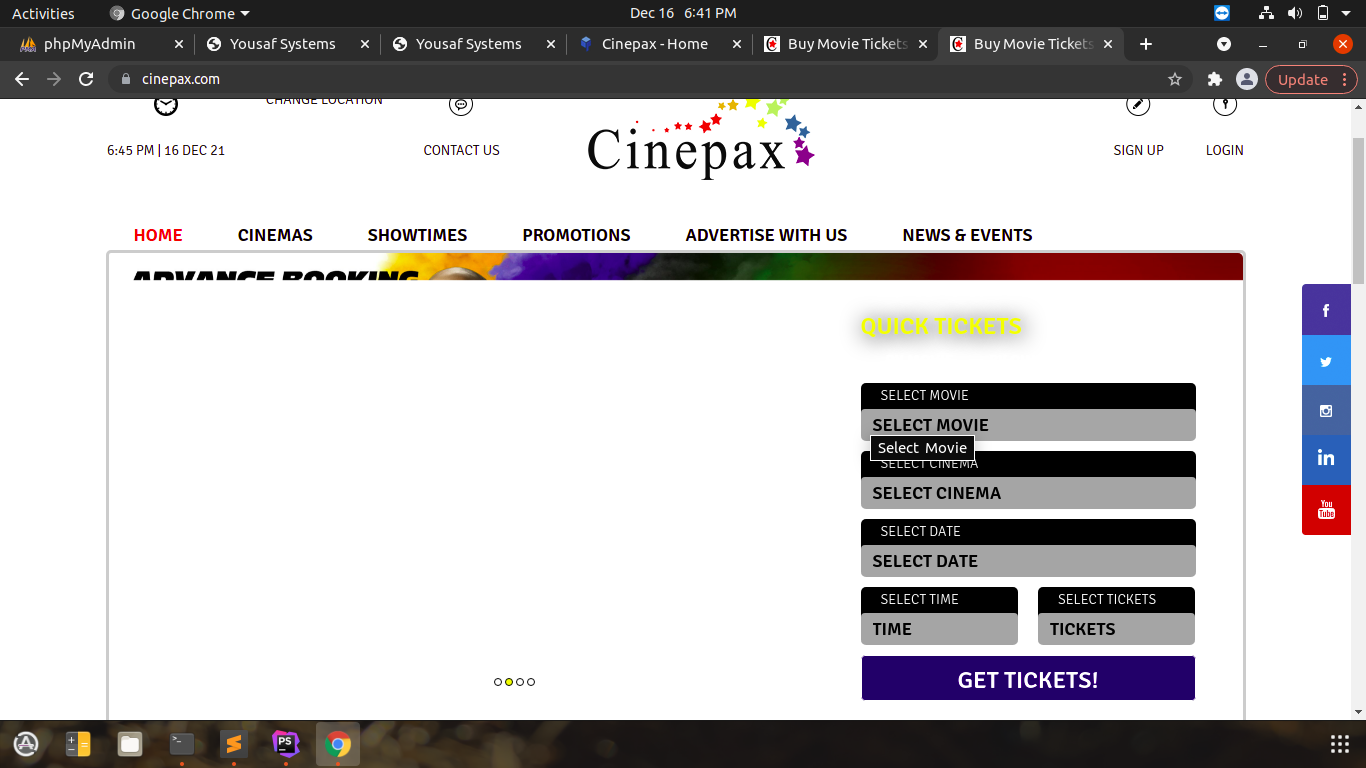 Activities Google Chrome Dec 16 6:41 PM
phpMyAdmin Yousaf Systems Yousaf Systems Cinepax - Home Buy Movie Tickets Buy Movie Tickets
cinepax.com Update
CHANGE LOCATION
Cinepax
6:45 PM | 16 DEC 21 CONTACT US SIGN UP LOGIN
HOME CINEMAS SHOWTIMES PROMOTIONS ADVERTISE WITH US NEWS & EVENTS
ADVANCE BOOKING
QUICK TICKETS
SELECT MOVIE
SELECT MOVIE
Select Movie
SELECT CINEMA
SELECT CINEMA
SELECT DATE
SELECT DATE
SELECT TIME SELECT TICKETS
TIME TICKETS
GET TICKETS!
You
Tube
PS